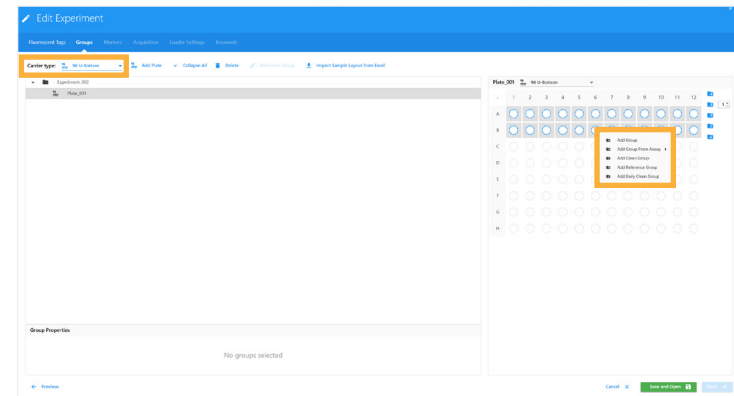 Edit Experiment
Fluorescent Tags Groups Markers Acquisition Loader Settings Keywords
Carrier type: 96 U-Bottom Add Plate Collapse All Delete Reference Group Import Sample Layout from Excel
Experiment_002
Plate_001
Plate_001 96 U-Bottom
1 2 3 4 5 6 7 8 9 10 11 12
1
A
B
C
D
E
F
G
H
Add Group
Add Group From Assay
Add Clean Group
Add Reference Group
Add Daily Clean Group
Group Properties
No groups selected
Previous Cancel Save and Open Next